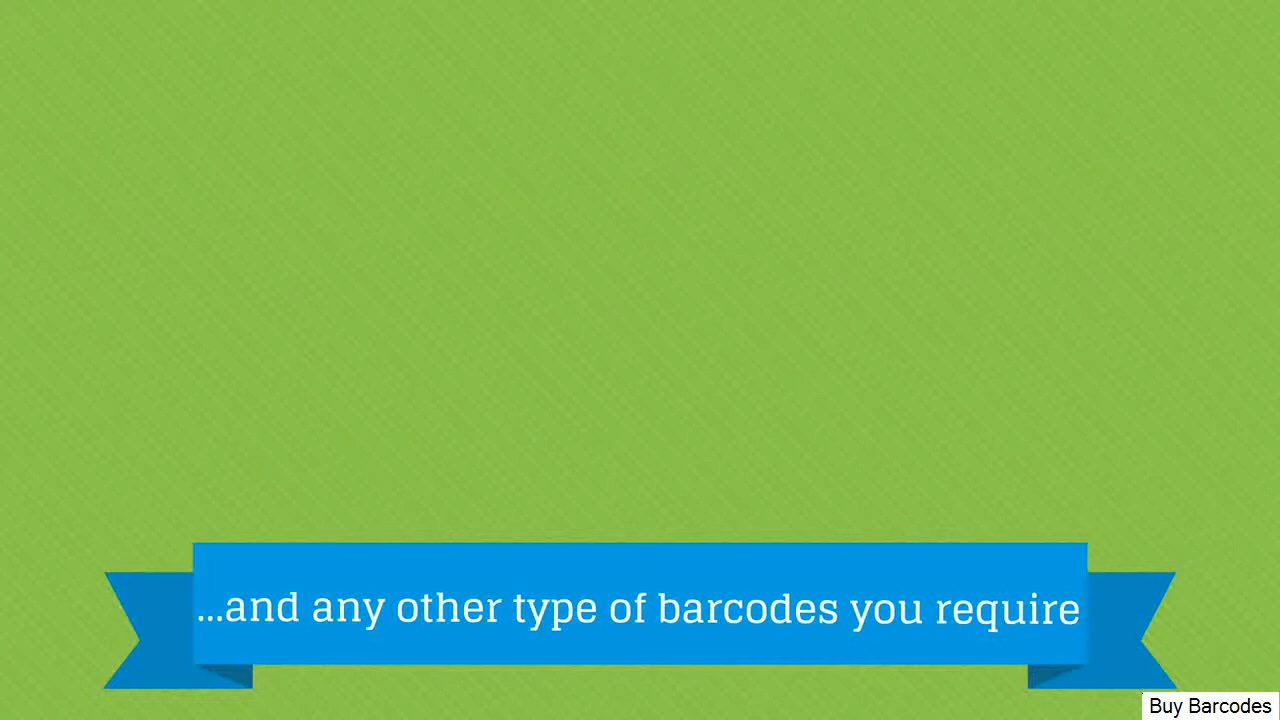 ...and any other type of barcodes you require
Buy Barcodes